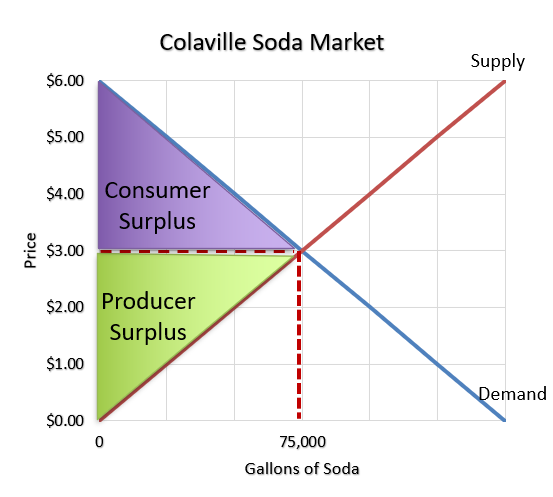 Colaville Soda Market
Supply
$6.00
$5.00
$4.00
$3.00
$2.00
$1.00
$0.00
Price
Consumer
Surplus
Producer
Surplus
Demand
0
75,000
Gallons of Soda